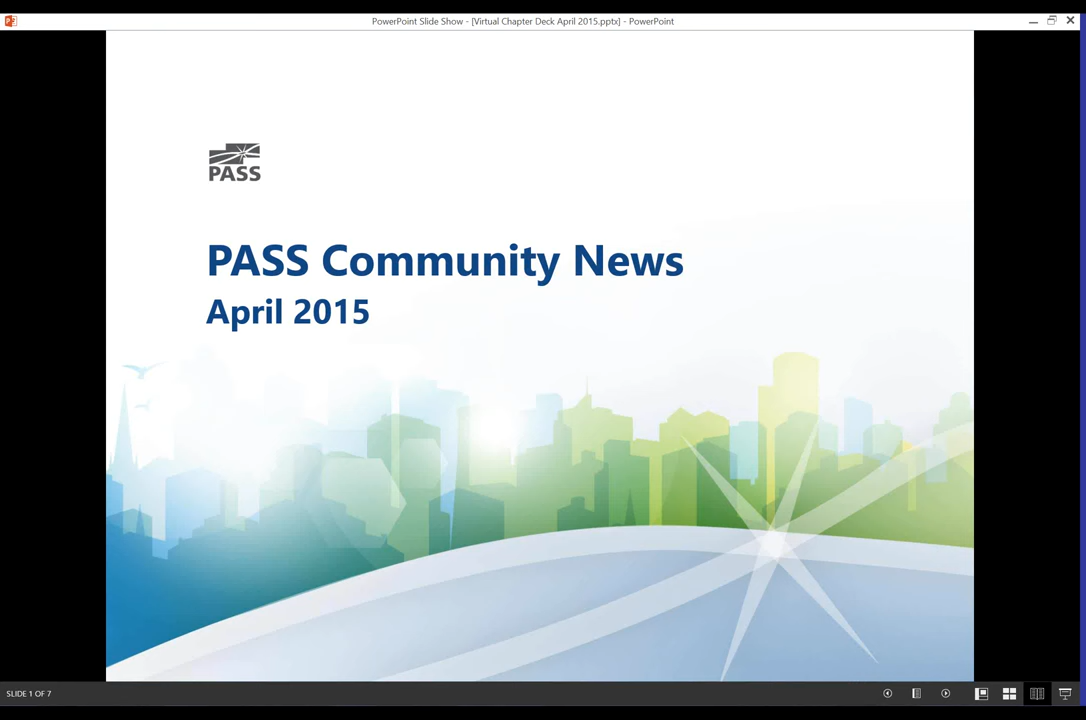 PowerPoint Slide Show - [Virtual Chapter Deck April 2015.pptx] - PowerPoint
PASS
PASS Community News
April 2015
SLIDE 1 OF 7